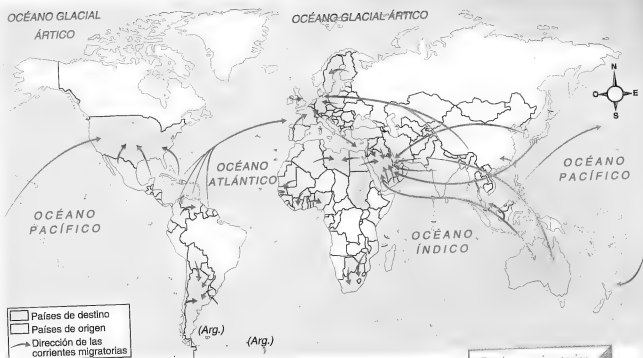 OCÉANO GLACIAL
ÁRTICO
OCÉANO GLACIAL ÁRTICO
N
O
E
S
OCÉANO
ATLÁNTICO
OCÉANO
PACÍFICO
OCÉANO
PACÍFICO
OCÉANO
ÍNDICO
Países de destino
Países de origen
Dirección de las
corrientes migratorias
(Arg.)
(Arg.)